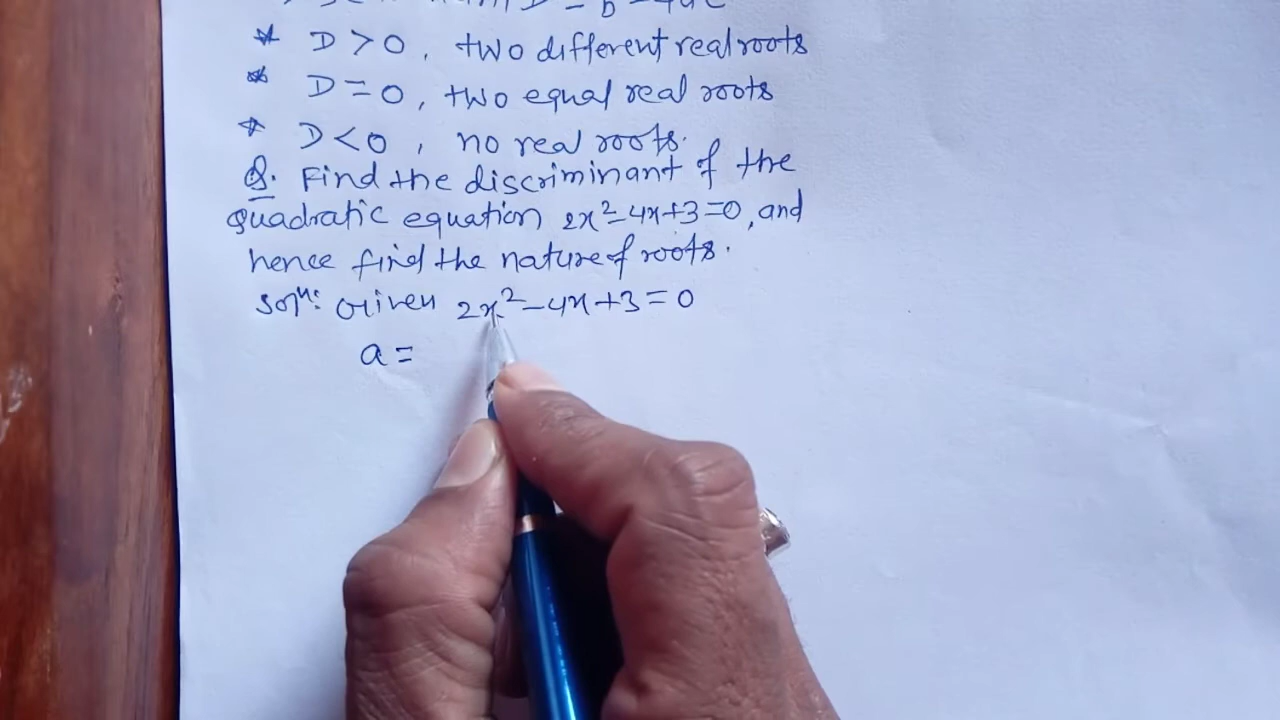 * D > 0, two different real roots
* D = 0, two equal real roots
* D < 0, no real roots.
Q. Find the discriminant of the
quadratic equation 2x²-4x+3=0, and
hence find the nature of roots.
Solⁿ: Given 2x²-4x+3=0
a =